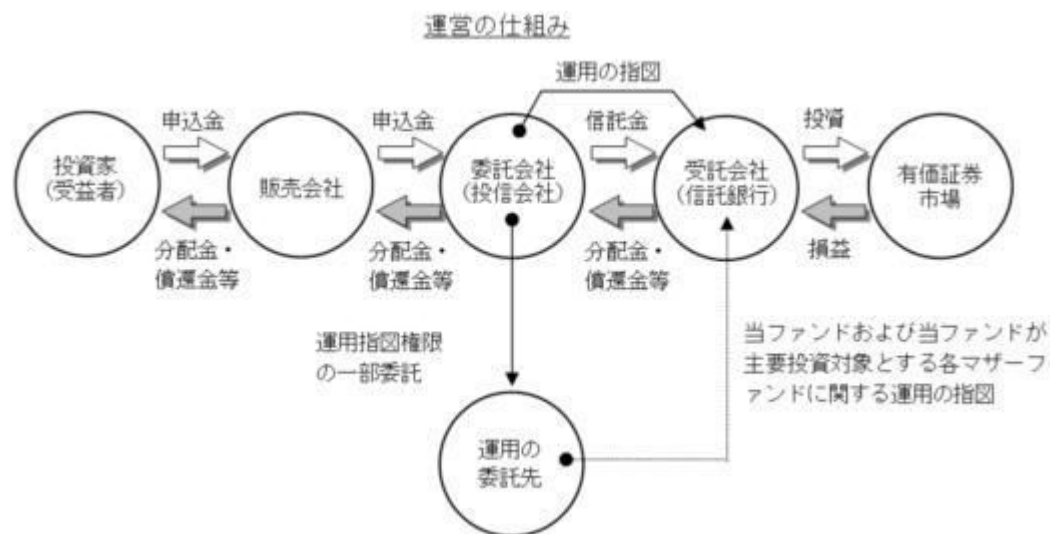 運営の仕組み
運用の指図
申込金
申込金
信託金
投資
投資家
(受益者)
販売会社
委託会社
(投信会社)
受託会社
(信託銀行)
有価証券
市場
分配金・
償還金等
分配金・
償還金等
分配金・
償還金等
損益
運用指図権限
の一部委託
当ファンドおよび当ファンドが
主要投資対象とする各マザーフ
ァンドに関する運用の指図
運用の
委託先